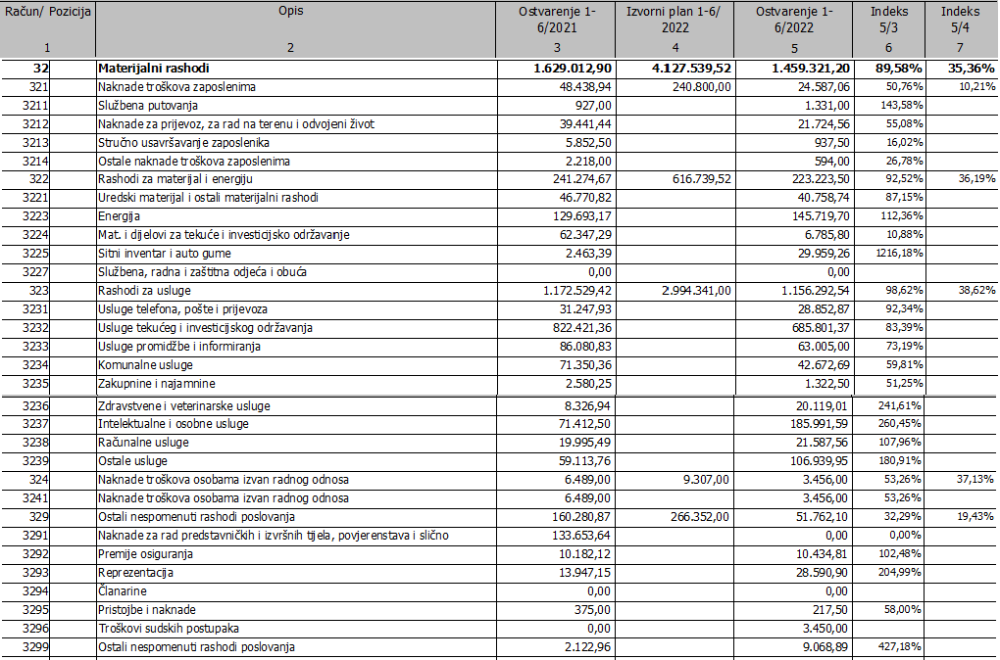 Račun/ Pozicija Opis Ostvarenje 1- Izvorni plan 1-6/ Ostvarenje 1- Indeks Indeks
6/2021 2022 6/2022 5/3 5/4
1 2 3 4 5 6 7
32 Materijalni rashodi 1.629.012,90 4.127.539,52 1.459.321,20 89,58% 35,36%
321 Naknade troškova zaposlenima 48.438,94 240.800,00 24.587,06 50,76% 10,21%
3211 Službena putovanja 927,00 1.331,00 143,58%
3212 Naknade za prijevoz, za rad na terenu i odvojeni život 39.441,44 21.724,56 55,08%
3213 Stručno usavršavanje zaposlenika 5.852,50 937,50 16,02%
3214 Ostale naknade troškova zaposlenima 2.218,00 594,00 26,78%
322 Rashodi za materijal i energiju 241.274,67 616.739,52 223.223,50 92,52% 36,19%
3221 Uredski materijal i ostali materijalni rashodi 46.770,82 40.758,74 87,15%
3223 Energija 129.693,17 145.719,70 112,36%
3224 Mat. i dijelovi za tekuće i investicijsko održavanje 62.347,29 6.785,80 10,88%
3225 Sitni inventar i auto gume 2.463,39 29.959,26 1216,18%
3227 Službena, radna i zaštitna odjeća i obuća 0,00 0,00
323 Rashodi za usluge 1.172.529,42 2.994.341,00 1.156.292,54 98,62% 38,62%
3231 Usluge telefona, pošte i prijevoza 31.247,93 28.852,87 92,34%
3232 Usluge tekućeg i investicijskog održavanja 822.421,36 685.801,37 83,39%
3233 Usluge promidžbe i informiranja 86.080,83 63.005,00 73,19%
3234 Komunalne usluge 71.350,36 42.672,69 59,81%
3235 Zakupnine i najamnine 2.580,25 1.322,50 51,25%
3236 Zdravstvene i veterinarske usluge 8.326,94 20.119,01 241,61%
3237 Intelektualne i osobne usluge 71.412,50 185.991,59 260,45%
3238 Računalne usluge 19.995,49 21.587,56 107,96%
3239 Ostale usluge 59.113,76 106.939,95 180,91%
324 Naknade troškova osobama izvan radnog odnosa 6.489,00 9.307,00 3.456,00 53,26% 37,13%
3241 Naknade troškova osobama izvan radnog odnosa 6.489,00 3.456,00 53,26%
329 Ostali nespomenuti rashodi poslovanja 160.280,87 266.352,00 51.762,10 32,29% 19,43%
3291 Naknade za rad predstavničkih i izvršnih tijela, povjerenstava i slično 133.653,64 0,00 0,00%
3292 Premije osiguranja 10.182,12 10.434,81 102,48%
3293 Reprezentacija 13.947,15 28.590,90 204,99%
3294 Članarine 0,00 0,00
3295 Pristojbe i naknade 375,00 217,50 58,00%
3296 Troškovi sudskih postupaka 0,00 3.450,00
3299 Ostali nespomenuti rashodi poslovanja 2.122,96 9.068,89 427,18%